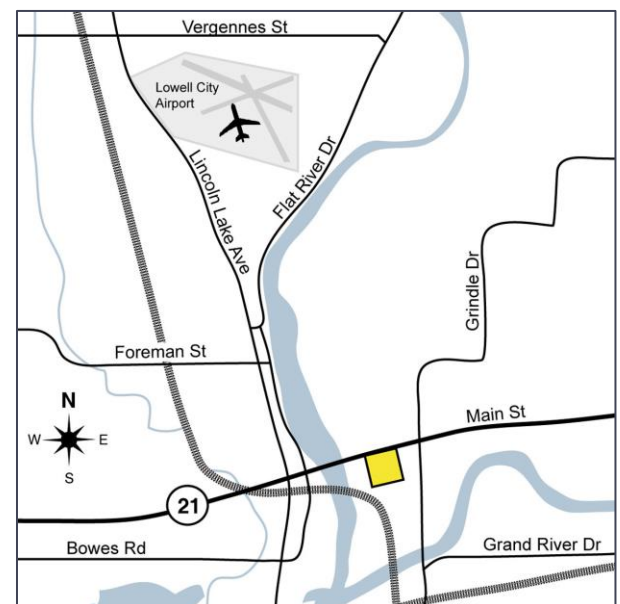 Vergennes St
Lowell City
Airport
Lincoln Lake Ave
Flat River Dr
Grindle Dr
Foreman St
N
W
E
S
Main St
21
Bowes Rd
Grand River Dr